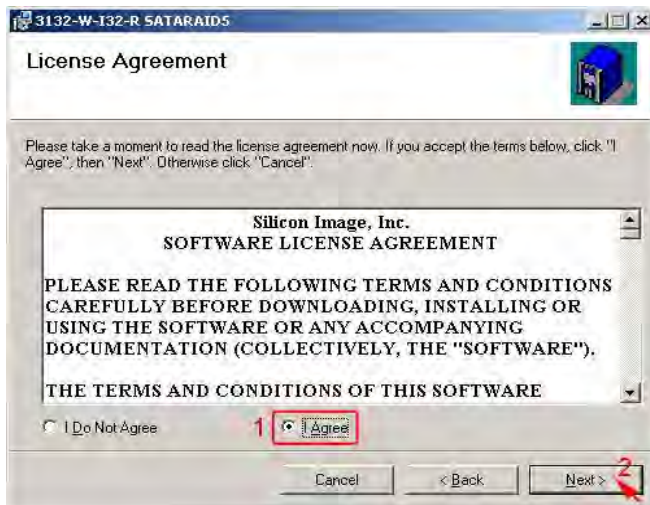 3132-W-I32-R SATARAID5
License Agreement
Please take a moment to read the license agreement now. If you accept the terms below, click "I
Agree", then "Next". Otherwise click "Cancel".
Silicon Image, Inc.
SOFTWARE LICENSE AGREEMENT
PLEASE READ THE FOLLOWING TERMS AND CONDITIONS
CAREFULLY BEFORE DOWNLOADING, INSTALLING OR
USING THE SOFTWARE OR ANY ACCOMPANYING
DOCUMENTATION (COLLECTIVELY, THE "SOFTWARE").
THE TERMS AND CONDITIONS OF THIS SOFTWARE
I Do Not Agree 1 I Agree
Cancel < Back Next > 2